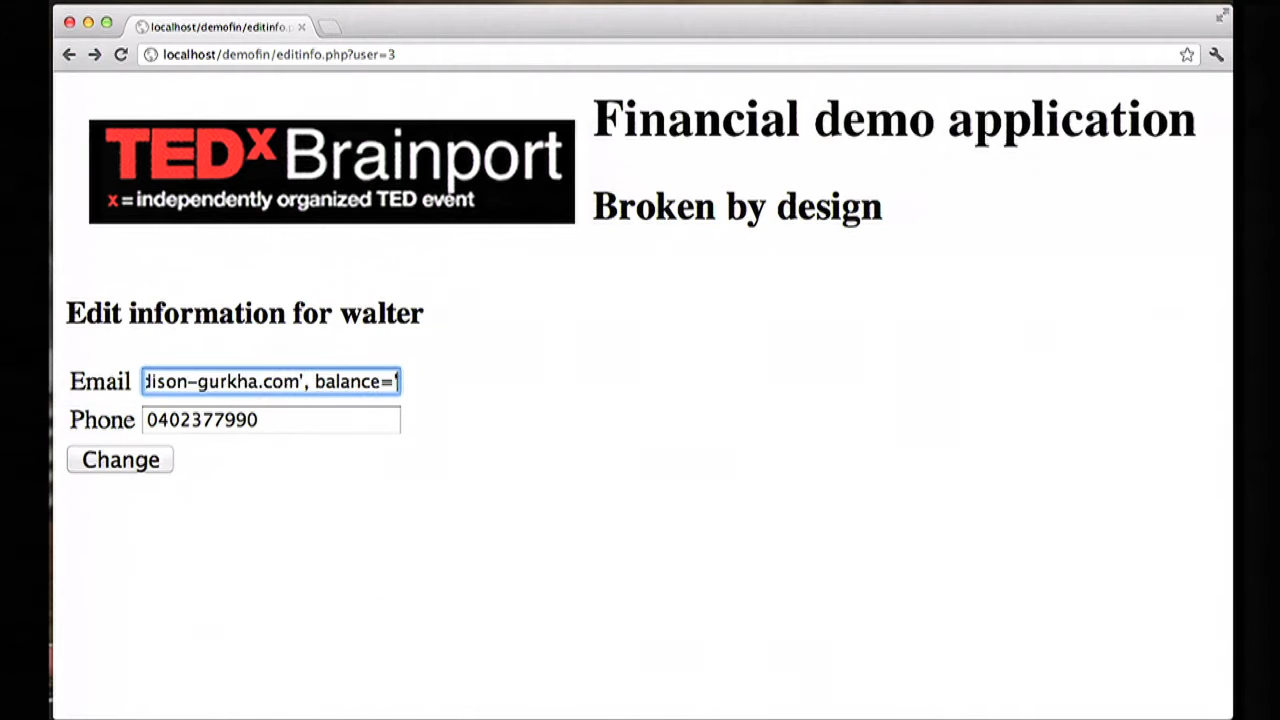 localhost/demofin/editinfo.
localhost/demofin/editinfo.php?user=3
TEDx Brainport
x = independently organized TED event
Financial demo application
Broken by design
Edit information for walter
Email dison-gurkha.com', balance='
Phone 0402377990
Change